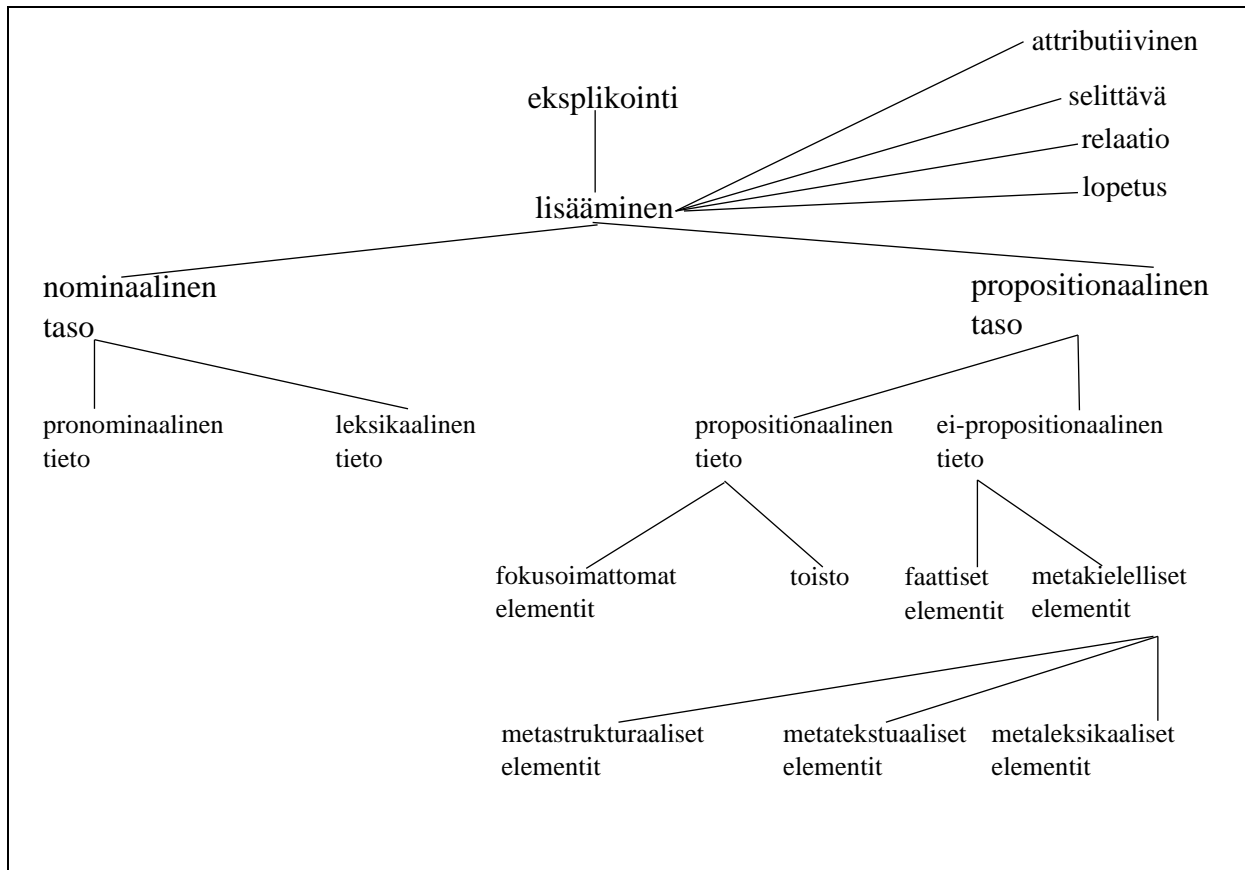 attributiivinen
eksplikointi
selittävä
relaatio
lopetus
lisääminen
nominaalinen
taso
propositionaalinen
taso
pronominaalinen
tieto
leksikaalinen
tieto
propositionaalinen
tieto
ei-propositionaalinen
tieto
fokusoimattomat
elementit
toisto
faattiset
elementit
metakielelliset
elementit
metastrukturaaliset
elementit
metatekstuaaliset
elementit
metaleksikaaliset
elementit